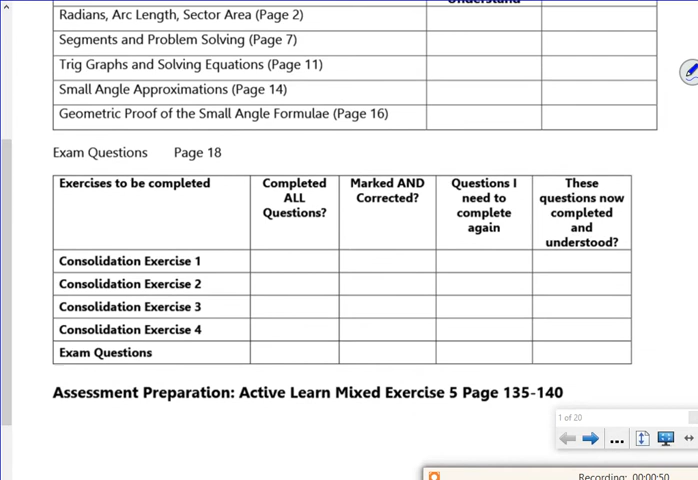 Understand
Radians, Arc Length, Sector Area (Page 2)
Segments and Problem Solving (Page 7)
Trig Graphs and Solving Equations (Page 11)
Small Angle Approximations (Page 14)
Geometric Proof of the Small Angle Formulae (Page 16)
Exam Questions Page 18
Exercises to be completed
Completed
ALL
Questions?
Marked AND
Corrected?
Questions I
need to
complete
again
These
questions now
completed
and
understood?
Consolidation Exercise 1
Consolidation Exercise 2
Consolidation Exercise 3
Consolidation Exercise 4
Exam Questions
Assessment Preparation: Active Learn Mixed Exercise 5 Page 135-140
1 of 20
...
Recording: 00:00:50